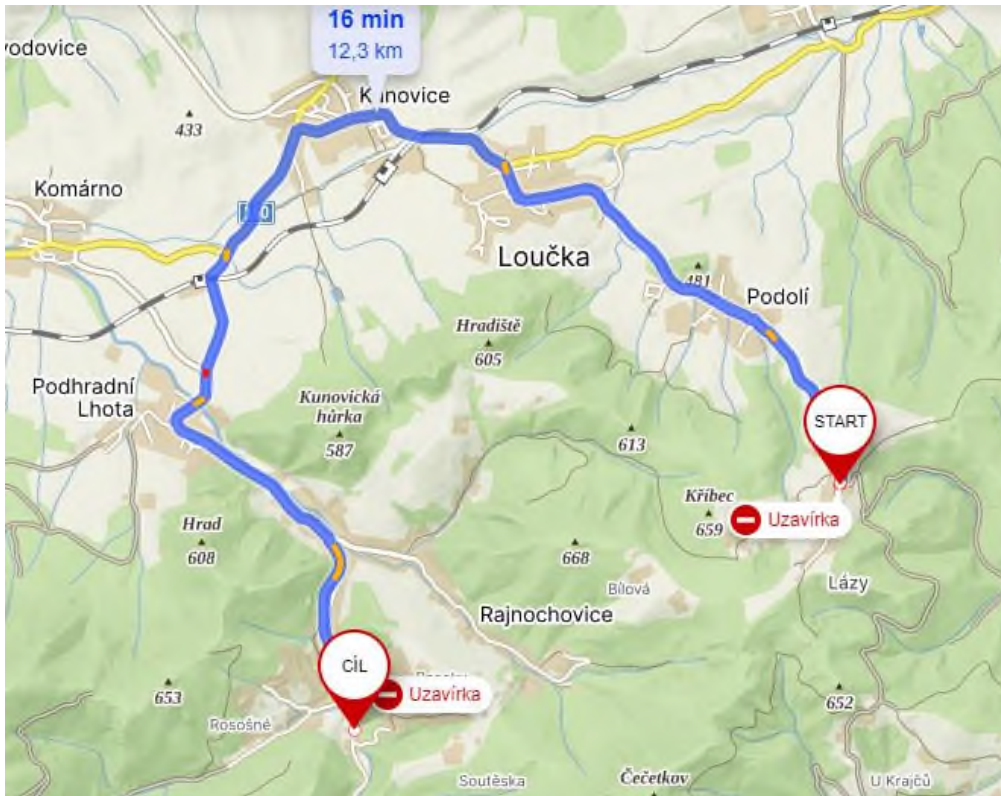 16 min
12,3 km
vodovice
Kunovice
433
Komárno
Loučka
481
Podolí
Hradiště
605
Podhradní
Lhota
Kunovická
hůrka
587
START
613
Kříbec
659
Uzavírka
Hrad
608
668
Bílová
Lázy
Rajnochovice
CÍL
Uzavírka
653
652
Rosošné
Soutěska
Čečetkov
U Krajčů